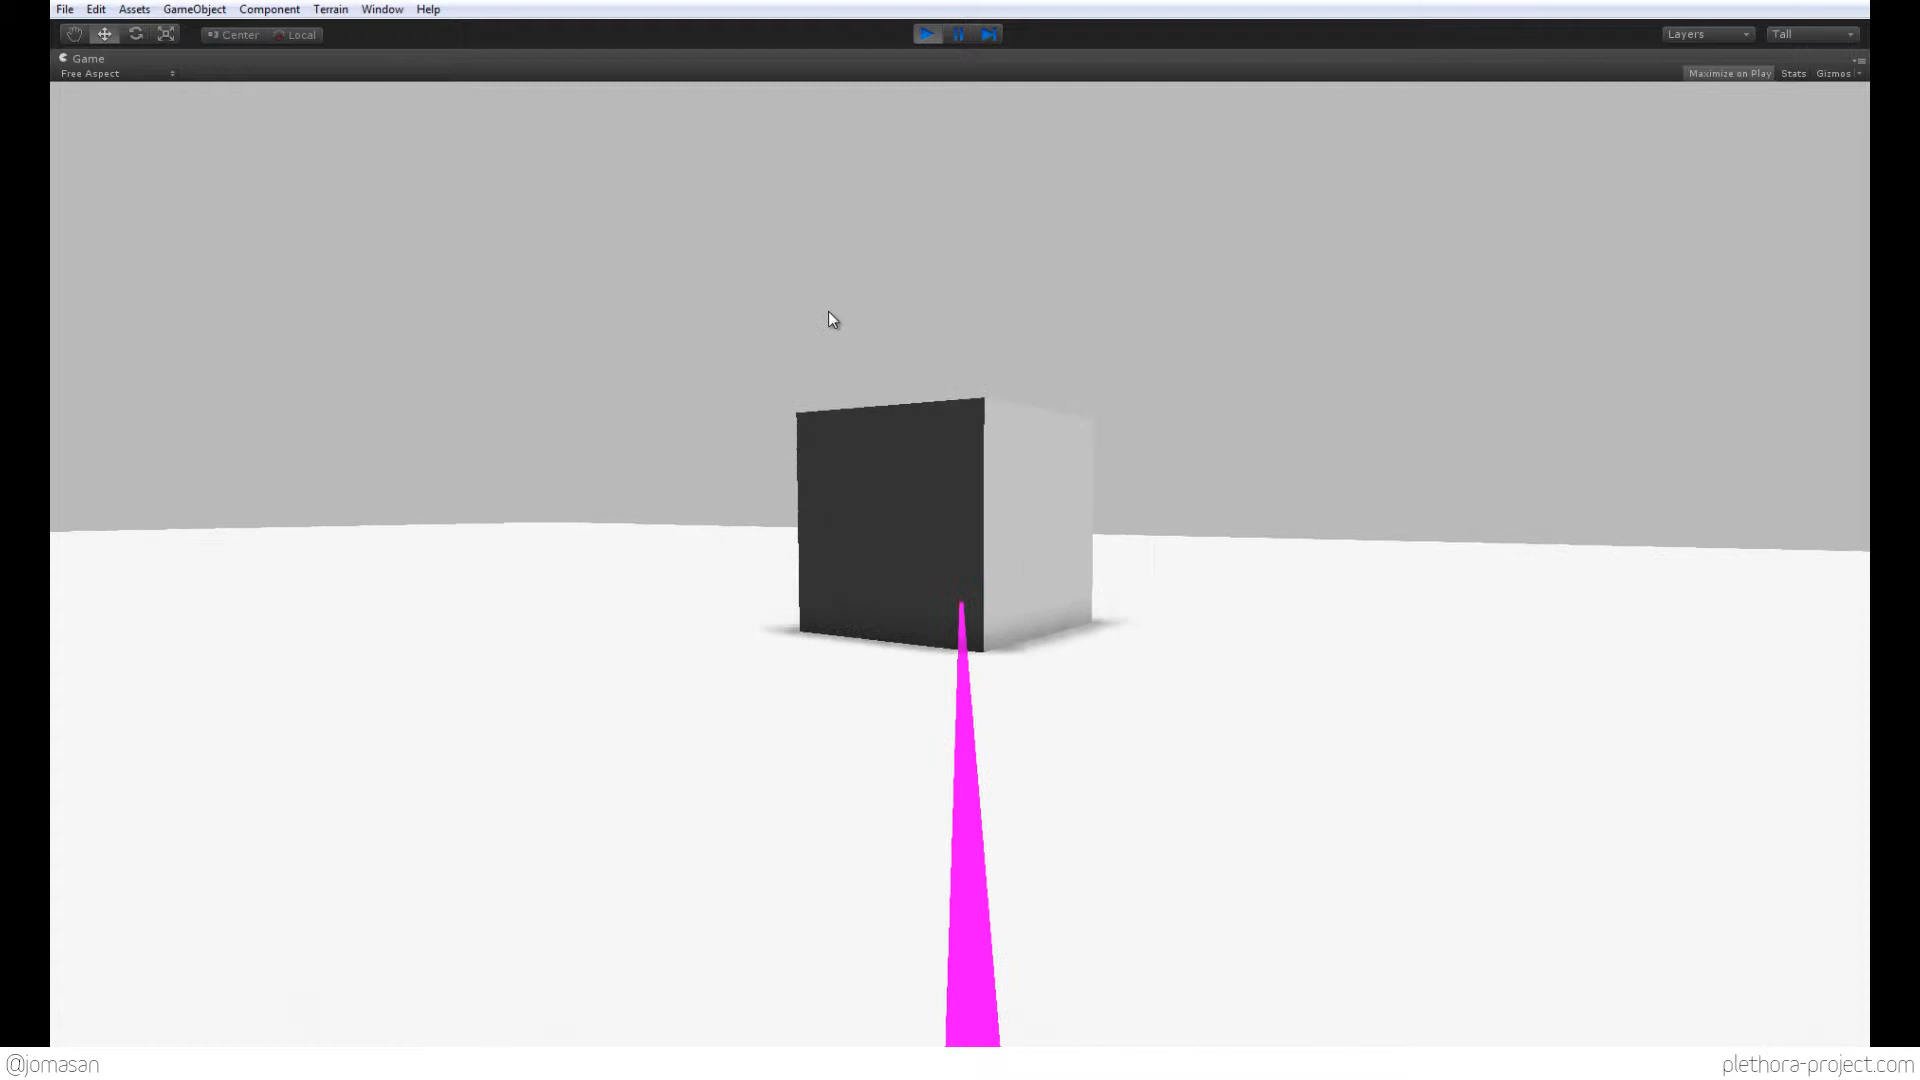 File Edit Assets GameObject Component Terrain Window Help
Center Local Layers Tall
Game
Free Aspect Maximize on Play Stats Gizmos
@jomasan plethora-project.com